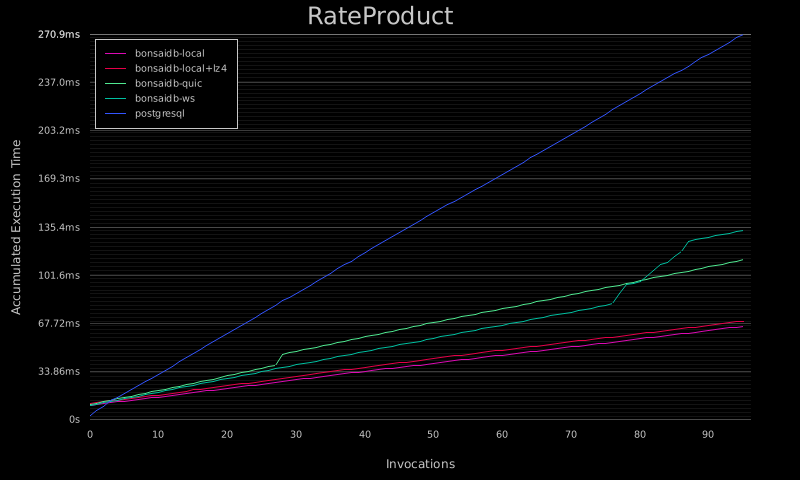 RateProduct
270.9ms
237.0ms
203.2ms
169.3ms
135.4ms
101.6ms
67.72ms
33.86ms
0s
bonsaidb-local
bonsaidb-local+lz4
bonsaidb-quic
bonsaidb-ws
postgresql
Accumulated Execution Time
0 10 20 30 40 50 60 70 80 90
Invocations